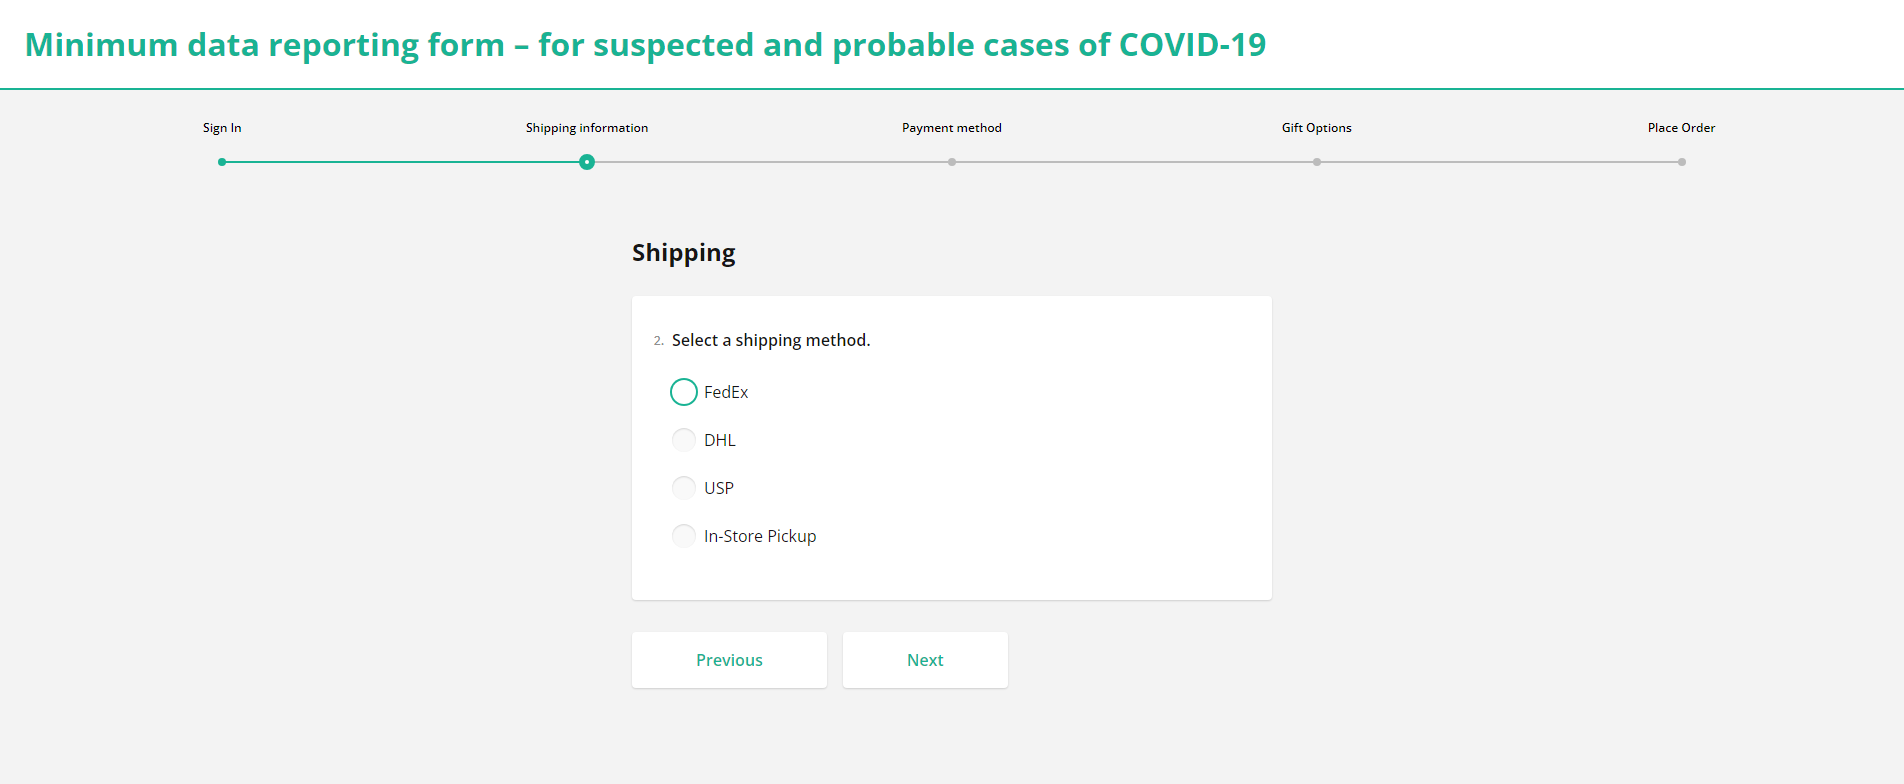 Minimum data reporting form – for suspected and probable cases of COVID-19
Sign In
Shipping information
Payment method
Gift Options
Place Order
Shipping
2. Select a shipping method.
FedEx
DHL
USP
In-Store Pickup
Previous
Next